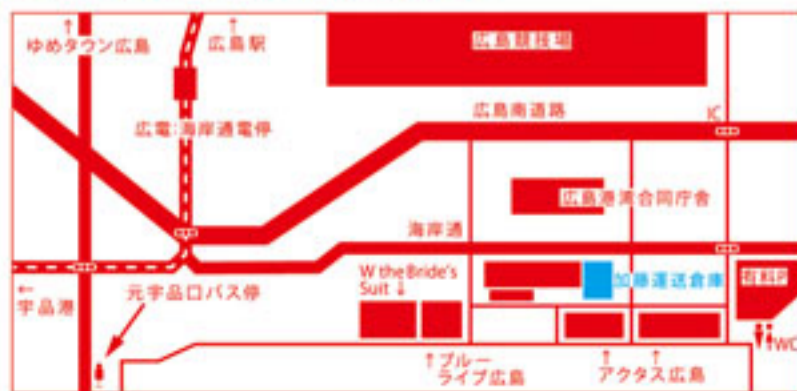 ↑
ゆめタウン広島
↑
広島駅
広島競技場
広電:海岸通電停
広島南道路
IC
広島港湾合同庁舎
海岸通
←
宇品港
元宇品口バス停
W the Bride's
Suit ↓
加藤運送倉庫
有料P
WC
↑ブルー
ライブ広島
↑ ↑
アクタス広島